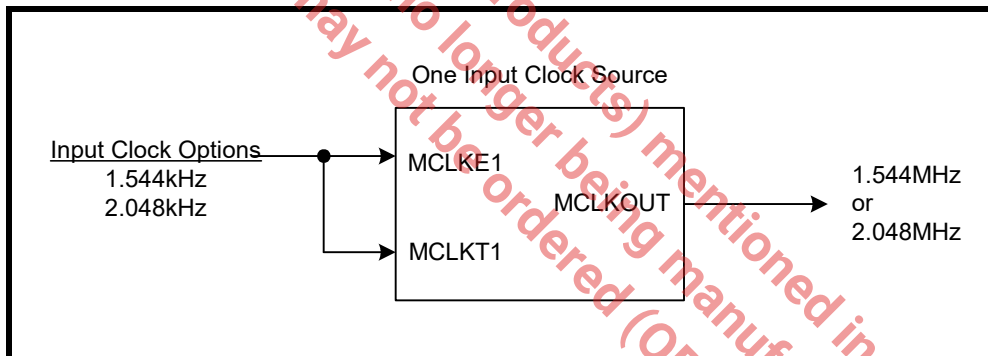 One Input Clock Source
Input Clock Options
1.544kHz
2.048kHz
MCLKE1
MCLKT1
MCLKOUT
1.544MHz
or
2.048MHz
oducts) mentioned in
no longer being manuf
may not be ordered (O